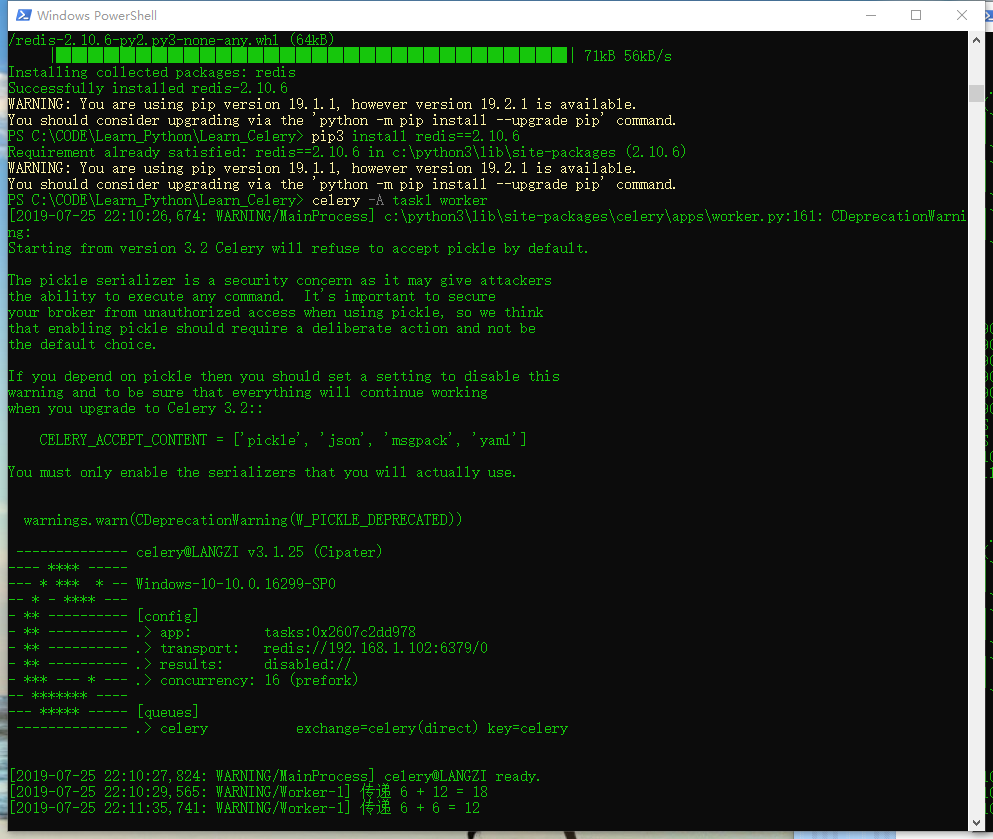 Windows PowerShell
/redis-2.10.6-py2.py3-none-any.whl (64kB)
| 71kB 56kB/s
Installing collected packages: redis
Successfully installed redis-2.10.6
WARNING: You are using pip version 19.1.1, however version 19.2.1 is available.
You should consider upgrading via the 'python -m pip install --upgrade pip' command.
PS C:\CODE\Learn_Python\Learn_Celery> pip3 install redis==2.10.6
Requirement already satisfied: redis==2.10.6 in c:\python3\lib\site-packages (2.10.6)
WARNING: You are using pip version 19.1.1, however version 19.2.1 is available.
You should consider upgrading via the 'python -m pip install --upgrade pip' command.
PS C:\CODE\Learn_Python\Learn_Celery> celery -A task1 worker
[2019-07-25 22:10:26,674: WARNING/MainProcess] c:\python3\lib\site-packages\celery\apps\worker.py:161: CDeprecationWarni
ng:
Starting from version 3.2 Celery will refuse to accept pickle by default.
The pickle serializer is a security concern as it may give attackers
the ability to execute any command.  It's important to secure
your broker from unauthorized access when using pickle, so we think
that enabling pickle should require a deliberate action and not be
the default choice.
If you depend on pickle then you should set a setting to disable this
warning and to be sure that everything will continue working
when you upgrade to Celery 3.2::
    CELERY_ACCEPT_CONTENT = ['pickle', 'json', 'msgpack', 'yaml']
You must only enable the serializers that you will actually use.
  warnings.warn(CDeprecationWarning(W_PICKLE_DEPRECATED))
 -------------- celery@LANGZI v3.1.25 (Cipater)
---- **** -----
--- * ***  * -- Windows-10-10.0.16299-SP0
-- * - **** ---
- ** ---------- [config]
- ** ---------- .> app:         tasks:0x2607c2dd978
- ** ---------- .> transport:   redis://192.168.1.102:6379/0
- ** ---------- .> results:     disabled://
- *** --- * --- .> concurrency: 16 (prefork)
-- ******* ----
--- ***** ----- [queues]
 -------------- .> celery           exchange=celery(direct) key=celery
[2019-07-25 22:10:27,824: WARNING/MainProcess] celery@LANGZI ready.
[2019-07-25 22:10:29,565: WARNING/Worker-1] 传递 6 + 12 = 18
[2019-07-25 22:11:35,741: WARNING/Worker-1] 传递 6 + 6 = 12